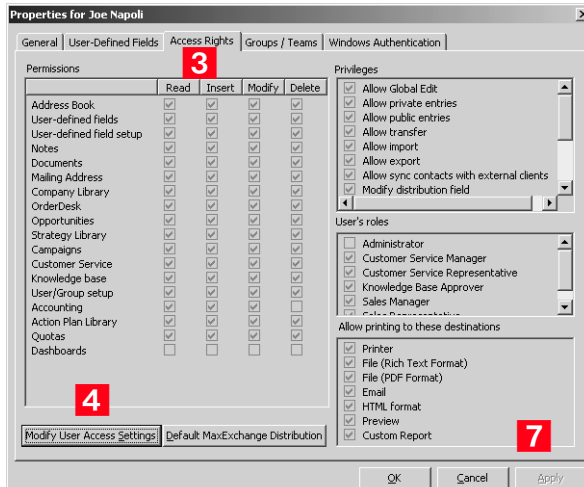 Properties for Joe Napoli
General User-Defined Fields Access Rights Groups / Teams Windows Authentication
3
Permissions
Read Insert Modify Delete
Address Book
User-defined fields
User-defined field setup
Notes
Documents
Mailing Address
Company Library
OrderDesk
Opportunities
Strategy Library
Campaigns
Customer Service
Knowledge base
User/Group setup
Accounting
Action Plan Library
Quotas
Dashboards
4
Modify User Access Settings Default MaxExchange Distribution
Privileges
Allow Global Edit
Allow private entries
Allow public entries
Allow transfer
Allow import
Allow export
Allow sync contacts with external clients
Modify distribution field
User's roles
Administrator
Customer Service Manager
Customer Service Representative
Knowledge Base Approver
Sales Manager
Sales Representative
Allow printing to these destinations
Printer
File (Rich Text Format)
File (PDF Format)
Email
HTML format
Preview
Custom Report
7
OK Cancel Apply